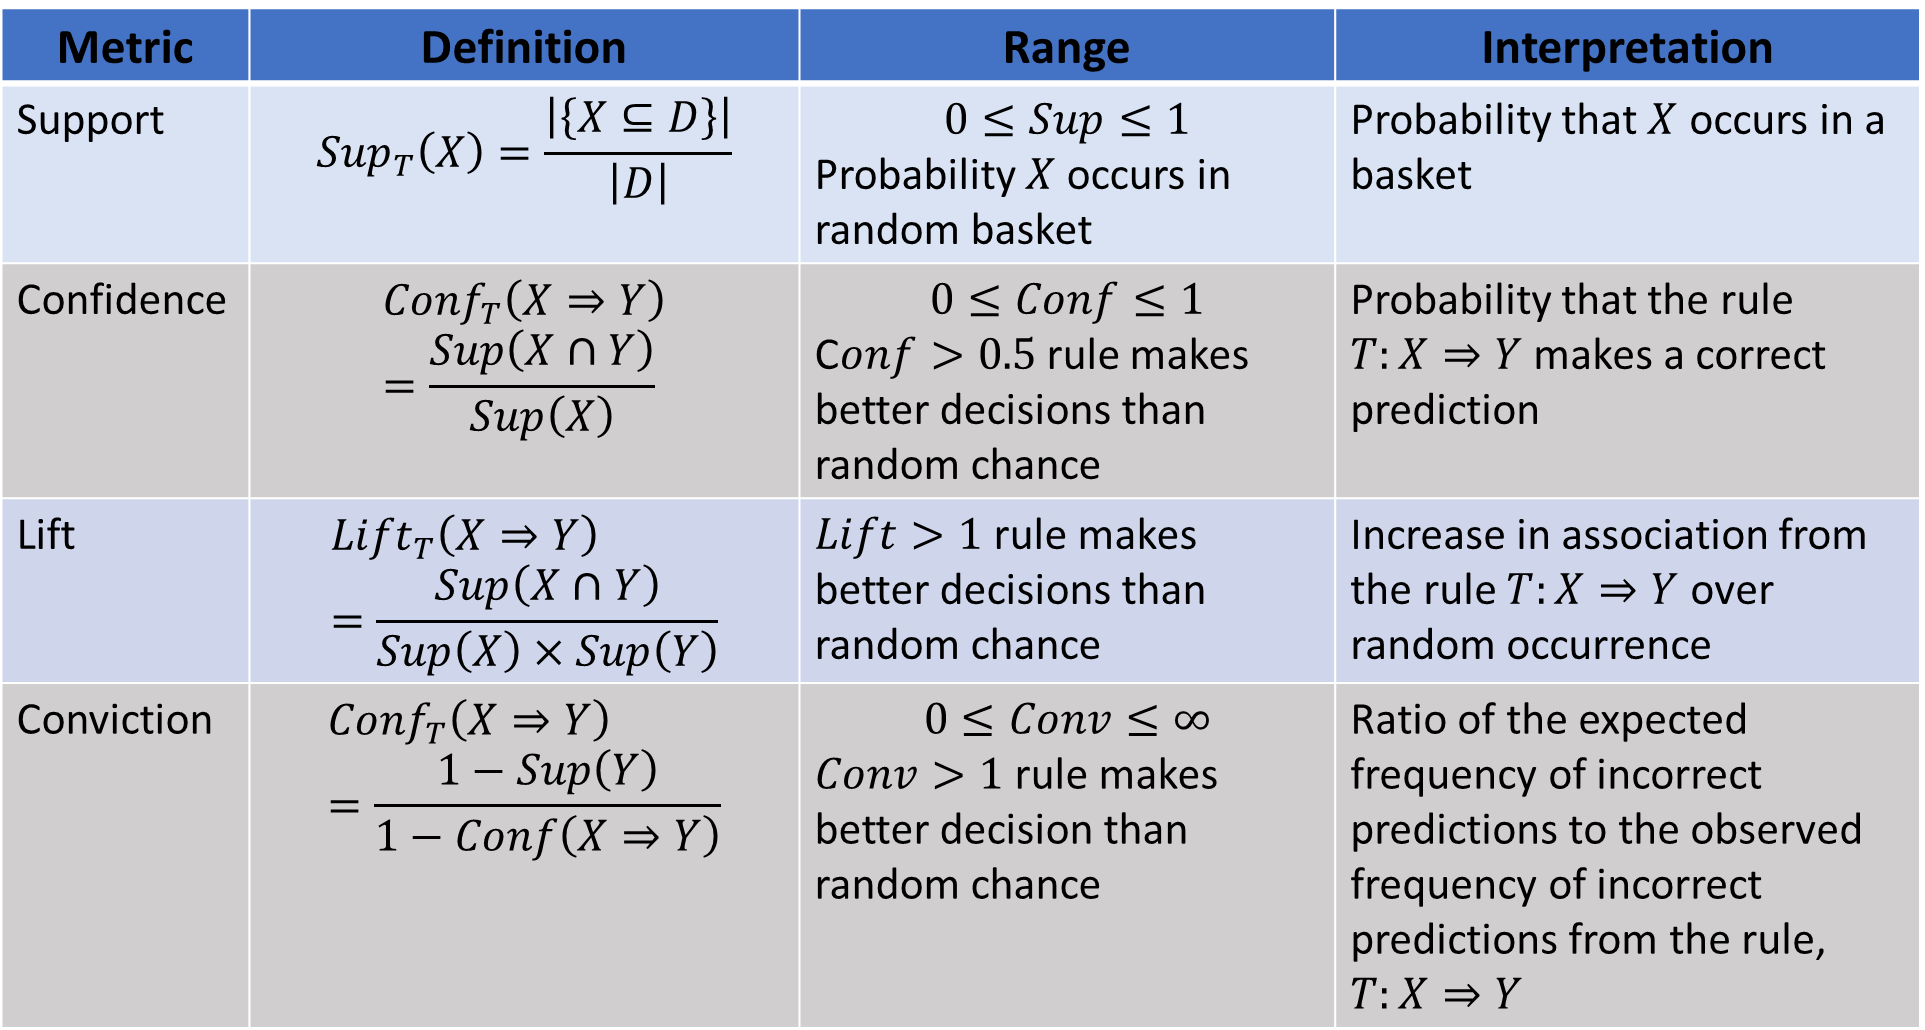 Metric Definition Range Interpretation
Support
Sup_T(X) = |{X ⊆ D}| / |D|
0 ≤ Sup ≤ 1
Probability X occurs in
random basket
Probability that X occurs in a
basket
Confidence
Conf_T(X ⇒ Y)
= Sup(X ∩ Y) / Sup(X)
0 ≤ Conf ≤ 1
Conf > 0.5 rule makes
better decisions than
random chance
Probability that the rule
T: X ⇒ Y makes a correct
prediction
Lift
Lift_T(X ⇒ Y)
= Sup(X ∩ Y) / Sup(X) × Sup(Y)
Lift > 1 rule makes
better decisions than
random chance
Increase in association from
the rule T: X ⇒ Y over
random occurrence
Conviction
Conf_T(X ⇒ Y)
= 1 − Sup(Y) / 1 − Conf(X ⇒ Y)
0 ≤ Conv ≤ ∞
Conv > 1 rule makes
better decision than
random chance
Ratio of the expected
frequency of incorrect
predictions to the observed
frequency of incorrect
predictions from the rule,
T: X ⇒ Y